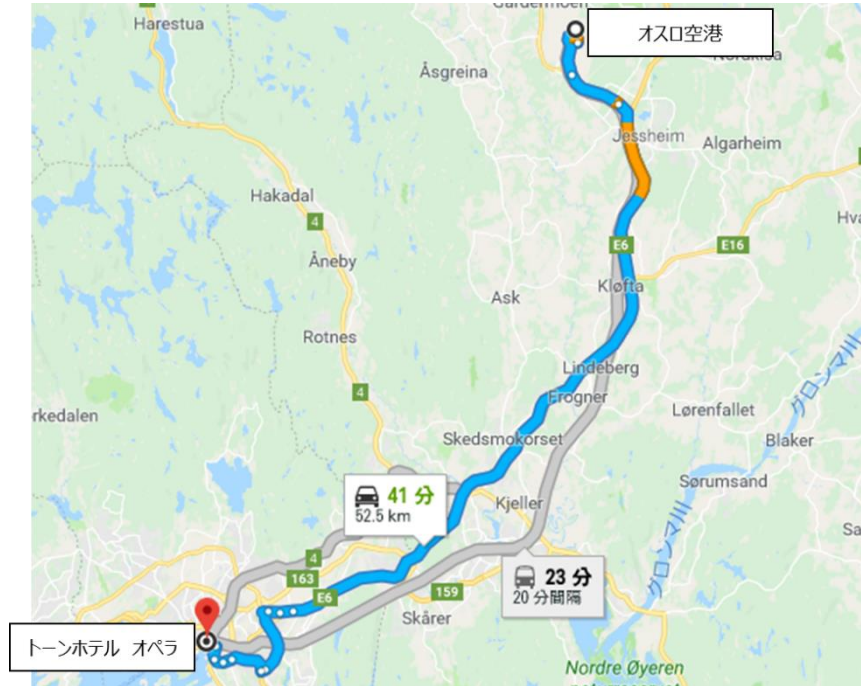 Harestua
オスロ空港
Åsgreina
Jessheim
Algarheim
Hakadal
4
Hva
Åneby
E6
E16
Kløfta
Ask
Rotnes
Lindeberg
Frogner
グロンマ川
4
Lørenfallet
rkedalen
Skedsmokorset
Blaker
Sørumsand
41 分
52.5 km
Kjeller
Sa
グロンマ川
4
163
23 分
20 分間隔
E6
159
Skårer
トーンホテル オペラ
Nordre Øyeren